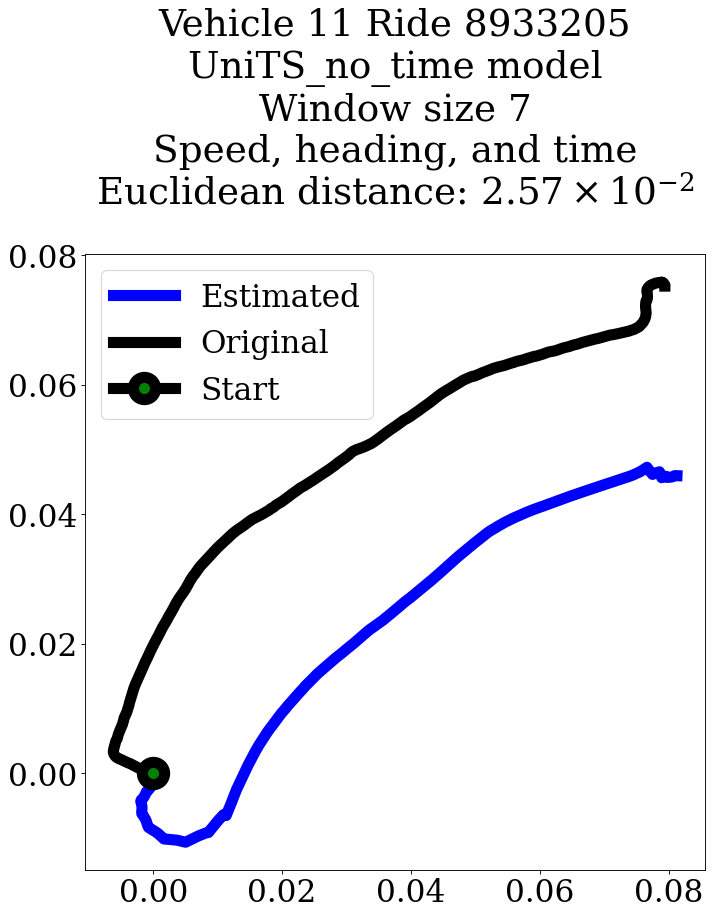 Vehicle 11 Ride 8933205
UniTS_no_time model
Window size 7
Speed, heading, and time
Euclidean distance: 2.57 × 10⁻²
0.08
0.06
0.04
0.02
0.00
Estimated
Original
Start
0.00 0.02 0.04 0.06 0.08